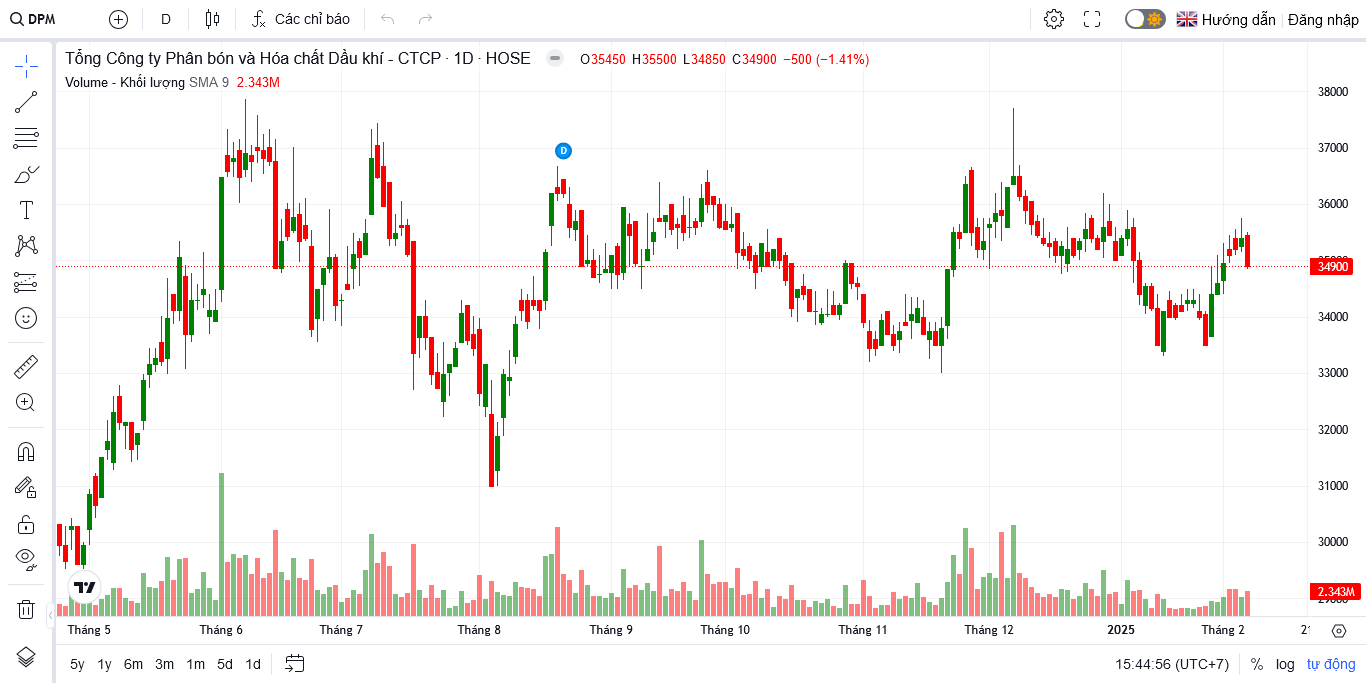 DPM D Các chỉ báo Hướng dẫn Đăng nhập
Tổng Công ty Phân bón và Hóa chất Dầu khí - CTCP · 1D · HOSE O35450 H35500 L34850 C34900 −500 (−1.41%)
Volume - Khối lượng SMA 9 2.343M
D
38000
37000
36000
34900
34000
33000
32000
31000
30000
2.343M
Tháng 5 Tháng 6 Tháng 7 Tháng 8 Tháng 9 Tháng 10 Tháng 11 Tháng 12 2025 Tháng 2
5y 1y 6m 3m 1m 5d 1d 15:44:56 (UTC+7) % log tự động